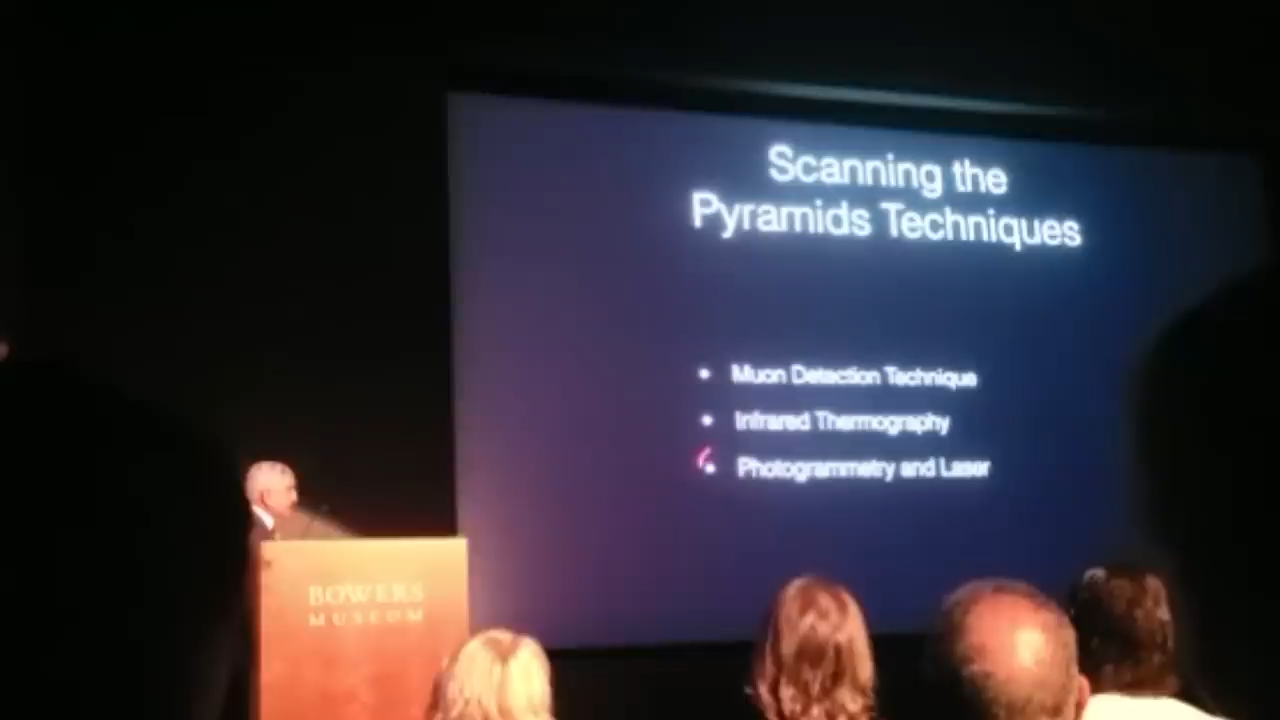 Scanning the
Pyramids Techniques
• Muon Detection Technique
• Infrared Thermography
• Photogrammetry and Laser
BOWERS
MUSEUM